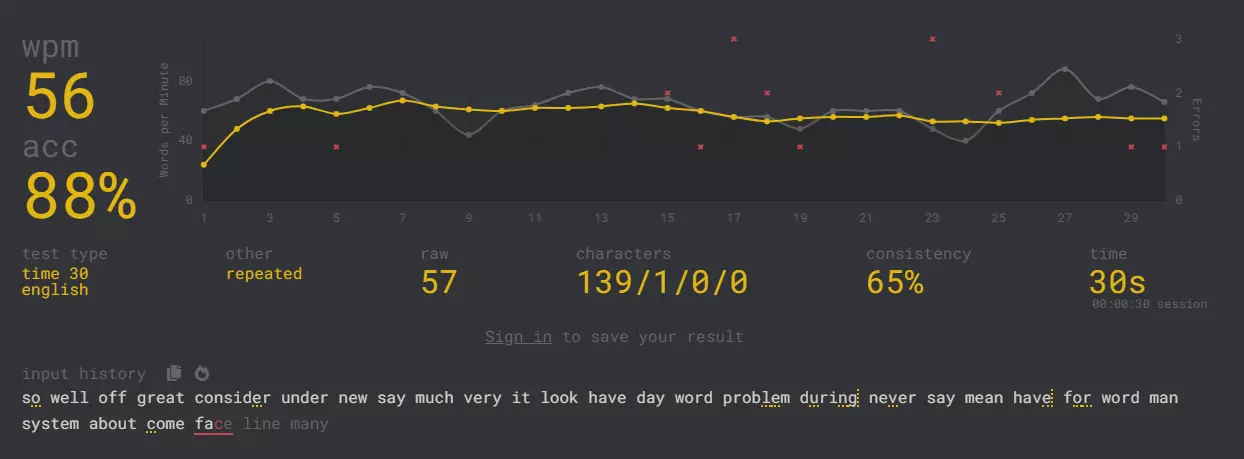 wpm
56
acc
88%
Words per Minute
80
40
0
3
2
1
0
Errors
1 3 5 7 9 11 13 15 17 19 21 23 25 27 29
test type
time 30
english
other
repeated
raw
57
characters
139/1/0/0
consistency
65%
time
30s
00:00:30 session
Sign in to save your result
input history
so well off great consider under new say much very it look have day word problem during never say mean have for word man
system about come face line many